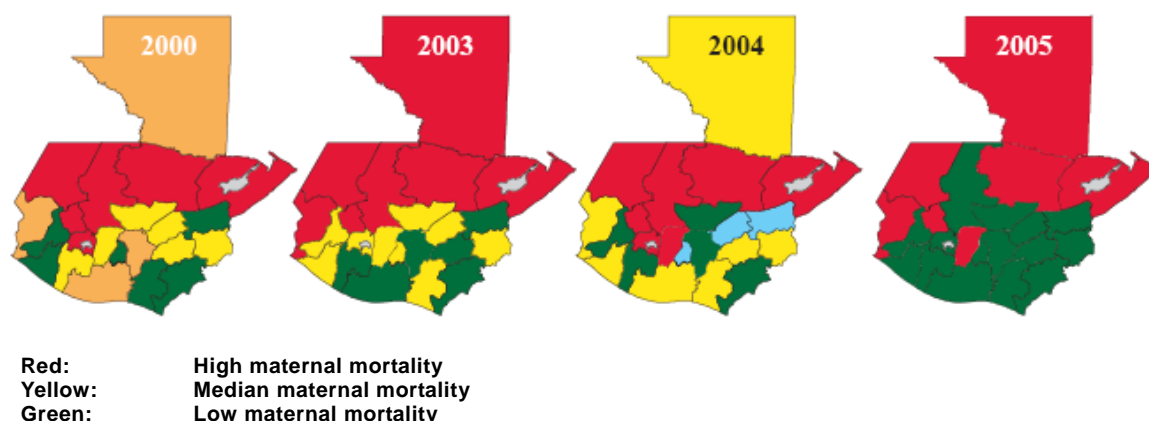 2000 2003 2004 2005
Red: High maternal mortality
Yellow: Median maternal mortality
Green: Low maternal mortality